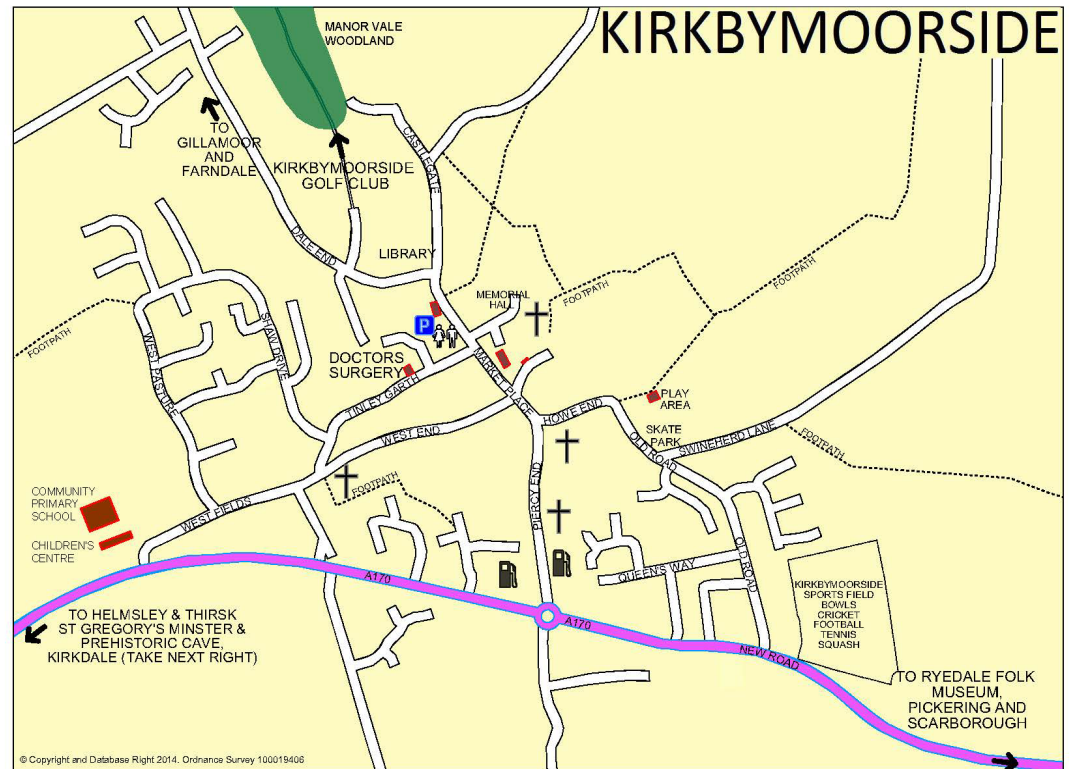 KIRKBYMOORSIDE
MANOR VALE
WOODLAND
TO
GILLAMOOR
AND
FARNDALE
KIRKBYMOORSIDE
GOLF CLUB
CASTLEGATE
DALE END
LIBRARY
MEMORIAL
HALL
FOOTPATH
FOOTPATH
FOOTPATH
P
SHAW DRIVE
WEST PASTURE
DOCTORS
SURGERY
TINLEY GARTH
MARKET PLACE
HOWE END
PLAY
AREA
SKATE
PARK
OLD ROAD
SWINEHERD LANE
FOOTPATH
WEST END
FOOTPATH
PIERCY END
WEST FIELDS
COMMUNITY
PRIMARY
SCHOOL
CHILDREN'S
CENTRE
QUEEN'S WAY
OLD ROAD
A170
A170
NEW ROAD
KIRKBYMOORSIDE
SPORTS FIELD
BOWLS
CRICKET
FOOTBALL
TENNIS
SQUASH
TO HELMSLEY & THIRSK
ST GREGORY'S MINSTER &
PREHISTORIC CAVE,
KIRKDALE (TAKE NEXT RIGHT)
TO RYEDALE FOLK
MUSEUM,
PICKERING AND
SCARBOROUGH
© Copyright and Database Right 2014. Ordnance Survey 100019406